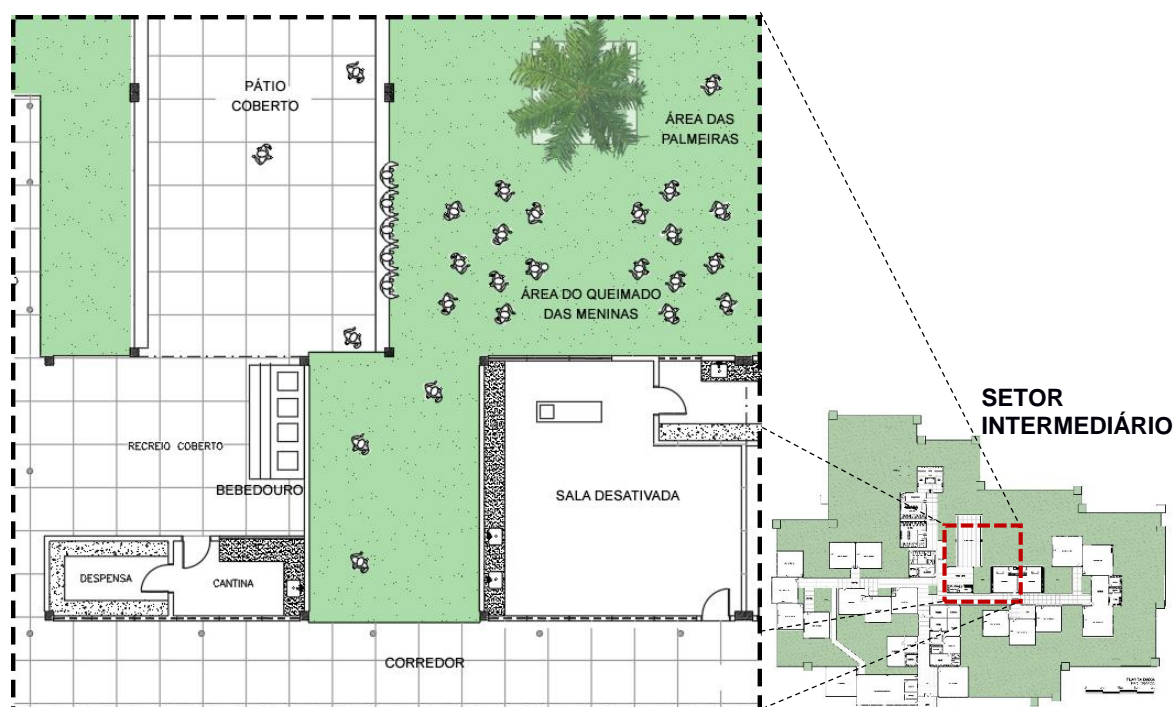 PÁTIO
COBERTO
ÁREA DAS
PALMEIRAS
ÁREA DO QUEIMADO
DAS MENINAS
RECREIO COBERTO
BEBEDOURO
SALA DESATIVADA
DESPENSA
CANTINA
CORREDOR
SETOR
INTERMEDIÁRIO